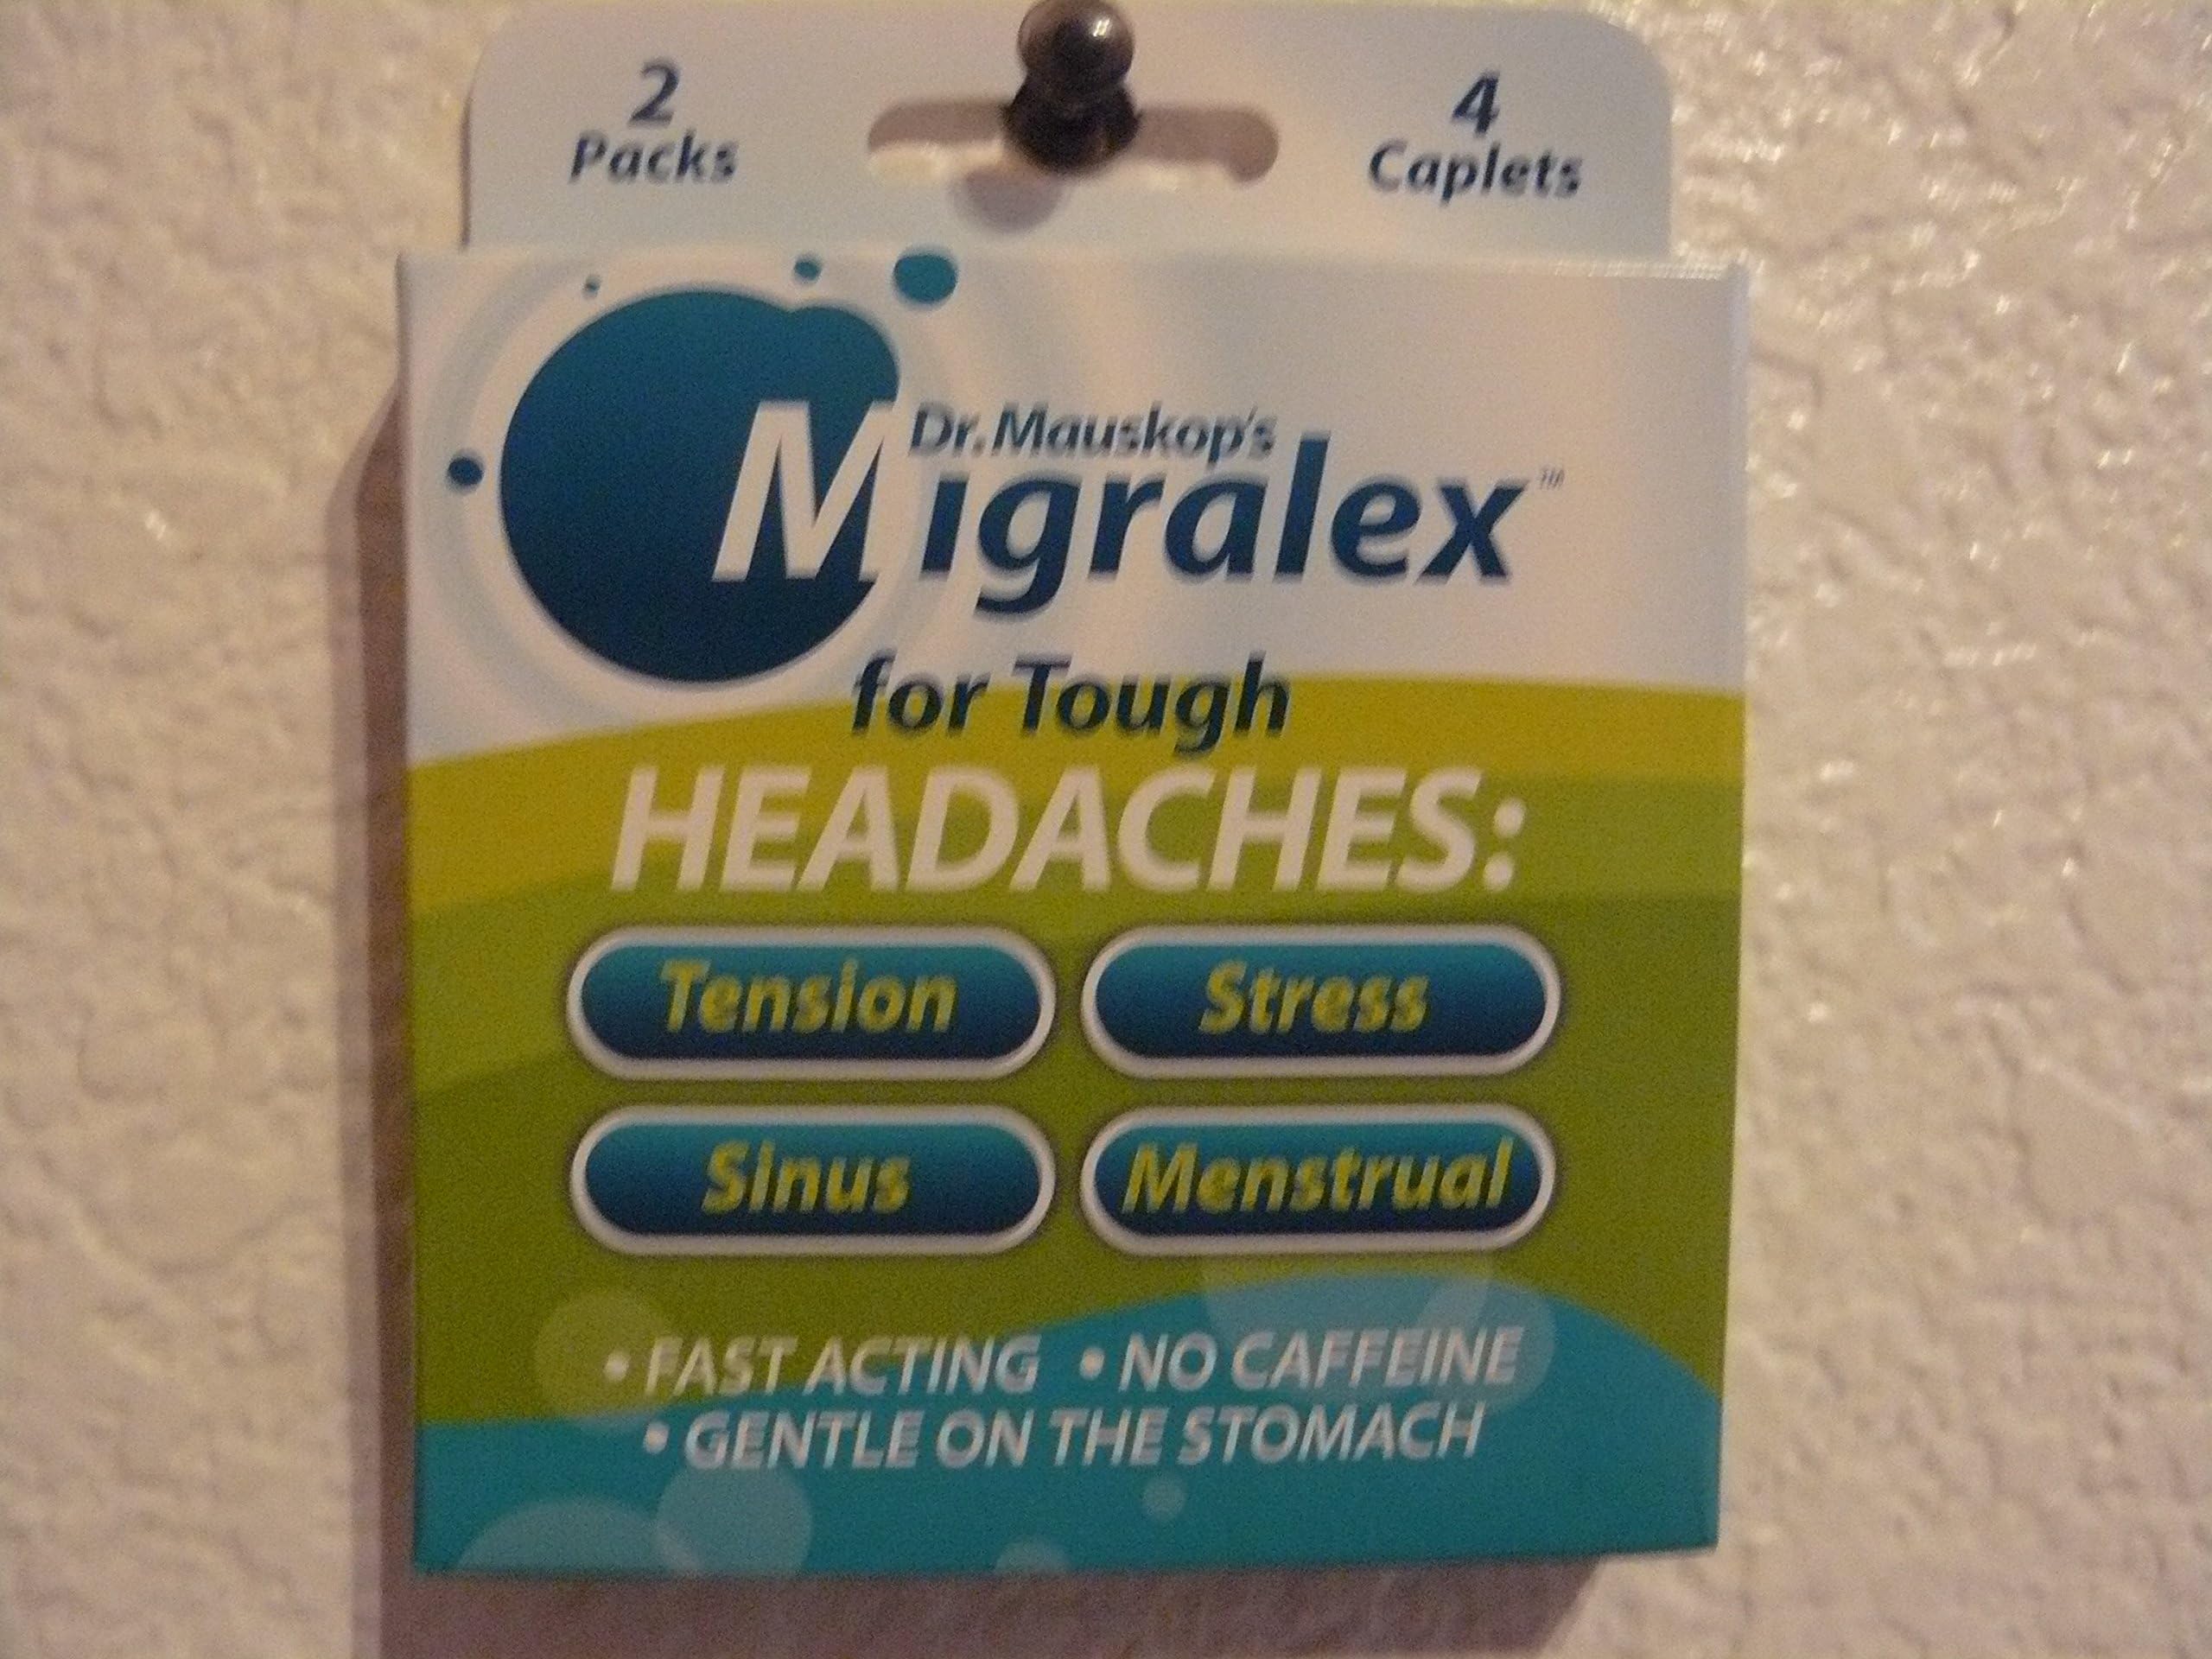 2 4
Packs Caplets
Dr. Mauskop's
Migralex™
for Tough
HEADACHES:
Tension Stress
Sinus Menstrual
• FAST ACTING • NO CAFFEINE
• GENTLE ON THE STOMACH